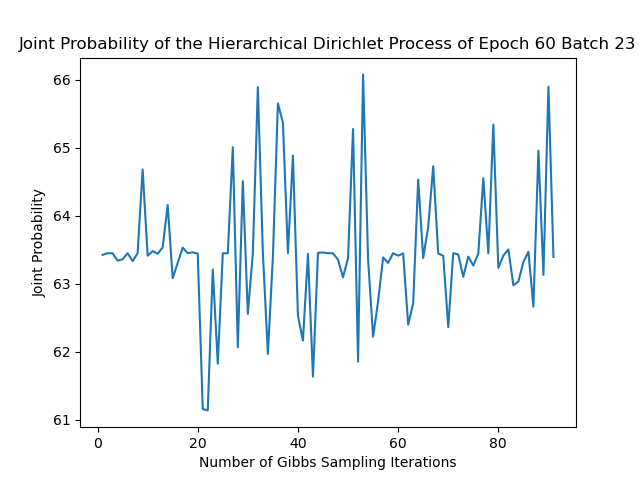 Joint Probability of the Hierarchical Dirichlet Process of Epoch 60 Batch 23
66
65
64
63
62
61
Joint Probability
0 20 40 60 80
Number of Gibbs Sampling Iterations